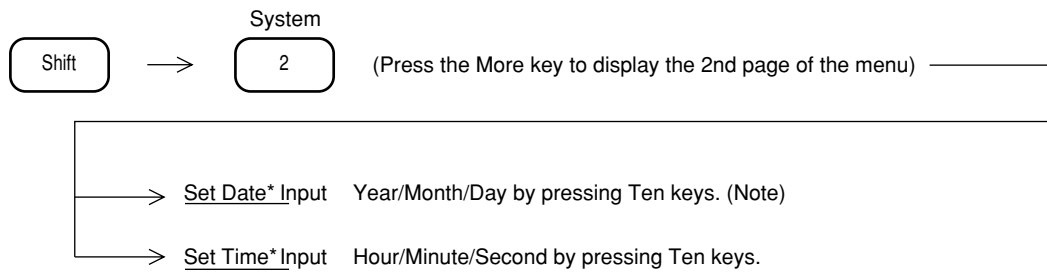 System
Shift 2 (Press the More key to display the 2nd page of the menu)
Set Date* Input Year/Month/Day by pressing Ten keys. (Note)
Set Time* Input Hour/Minute/Second by pressing Ten keys.